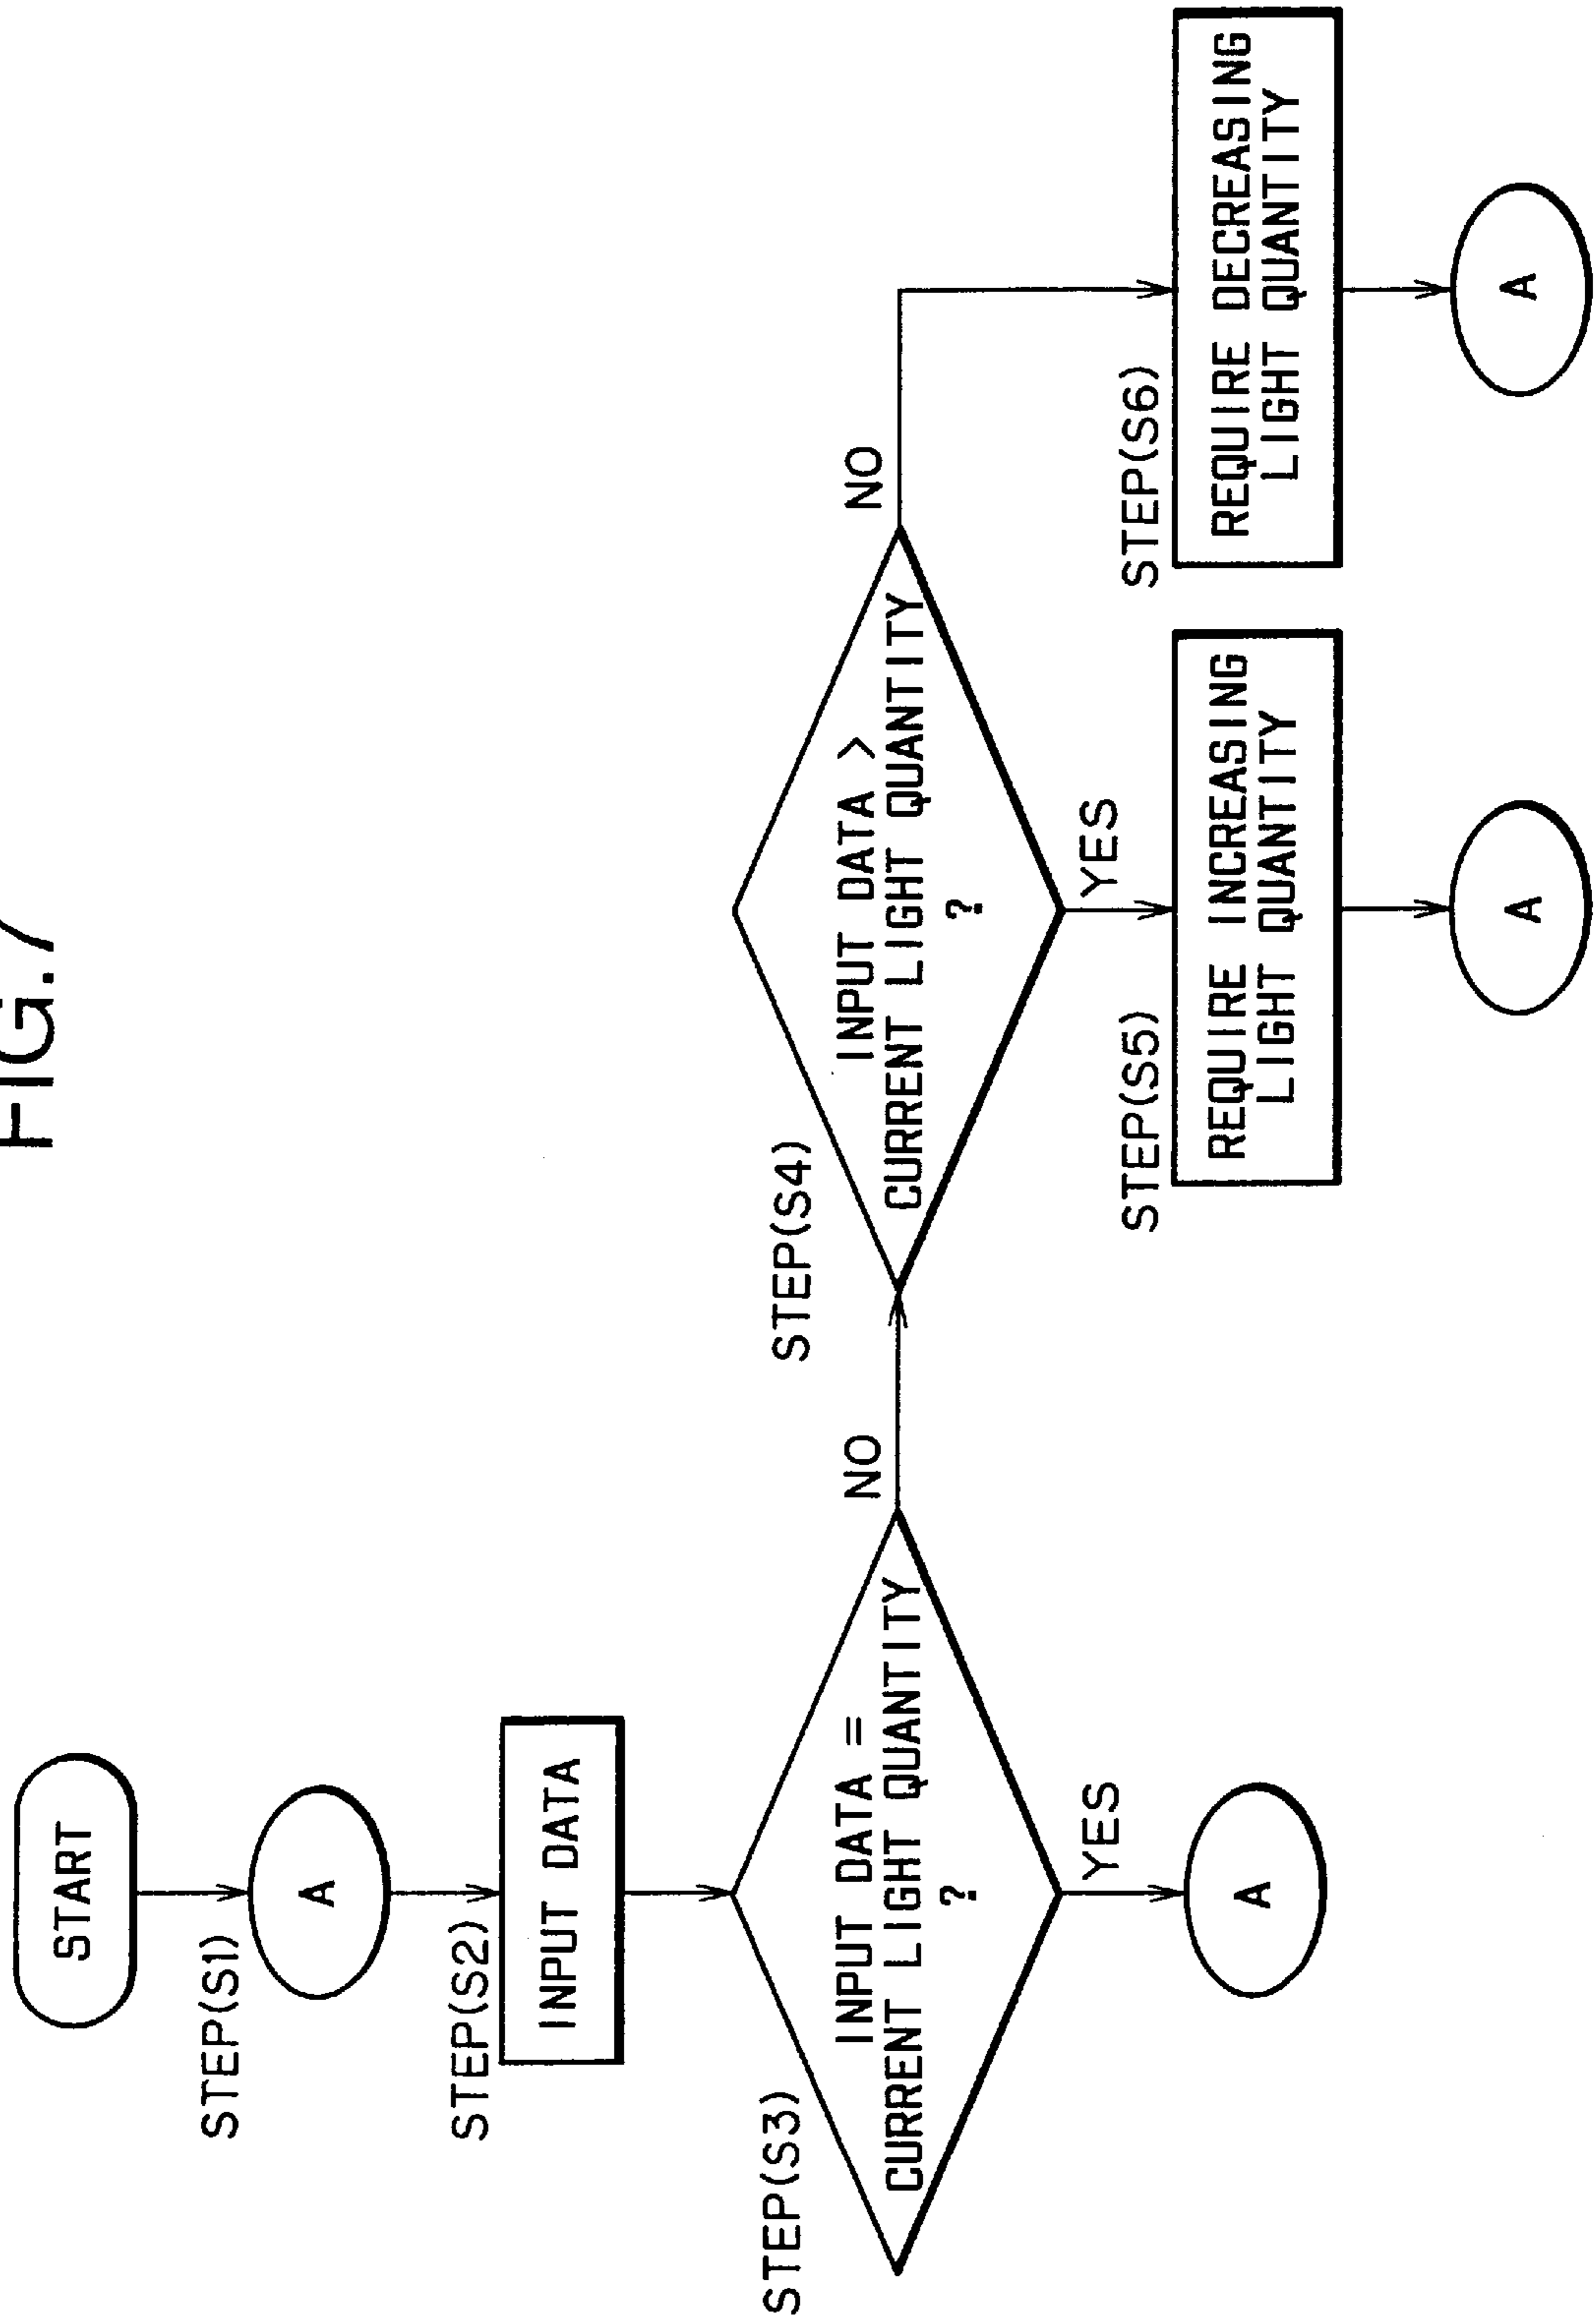 FIG.7
START
STEP(S1)
A
STEP(S2)
INPUT DATA
STEP(S3)
INPUT DATA =
CURRENT LIGHT QUANTITY
?
NO
YES
A
STEP(S4)
INPUT DATA >
CURRENT LIGHT QUANTITY
?
NO
YES
STEP(S5)
REQUIRE INCREASING
LIGHT QUANTITY
A
STEP(S6)
REQUIRE DECREASING
LIGHT QUANTITY
A